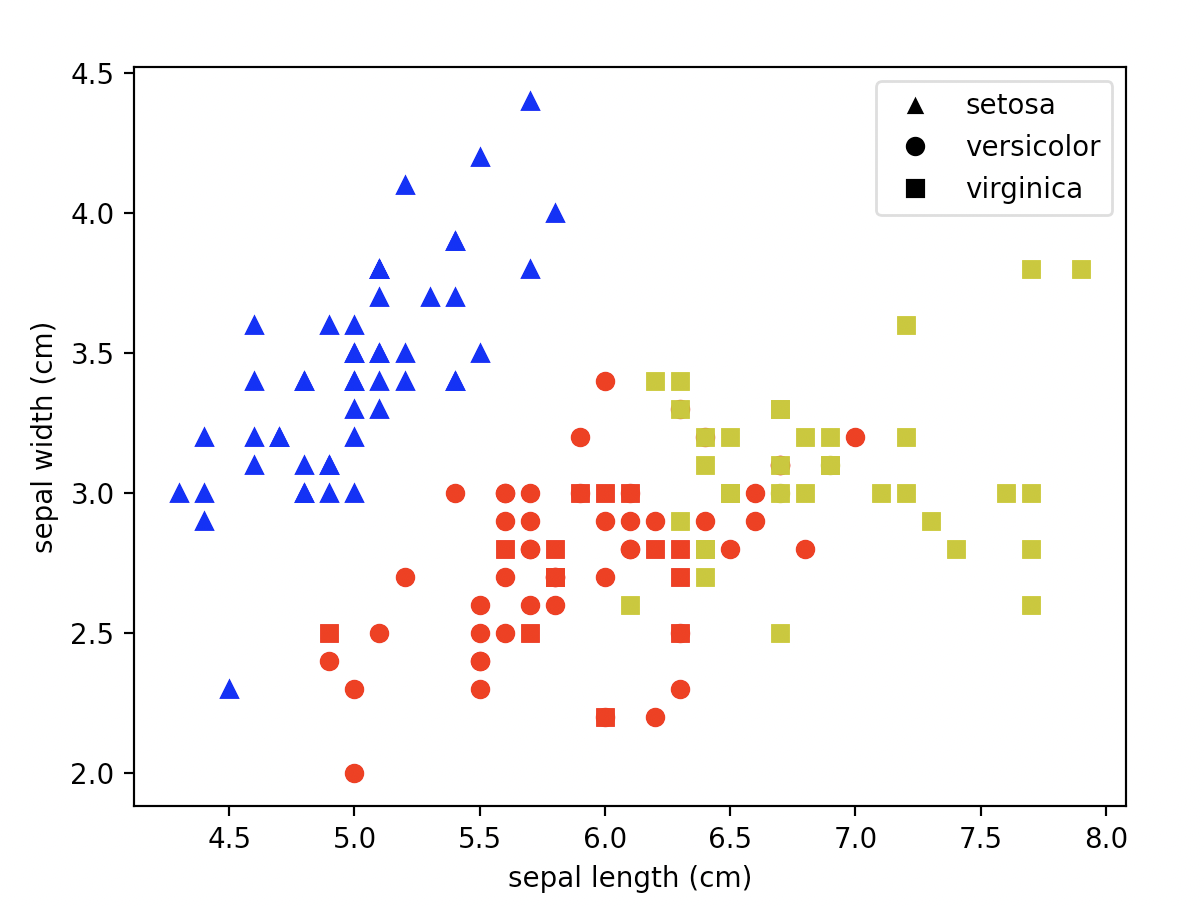 4.5
4.0
3.5
3.0
2.5
2.0
sepal width (cm)
setosa
versicolor
virginica
4.5 5.0 5.5 6.0 6.5 7.0 7.5 8.0
sepal length (cm)